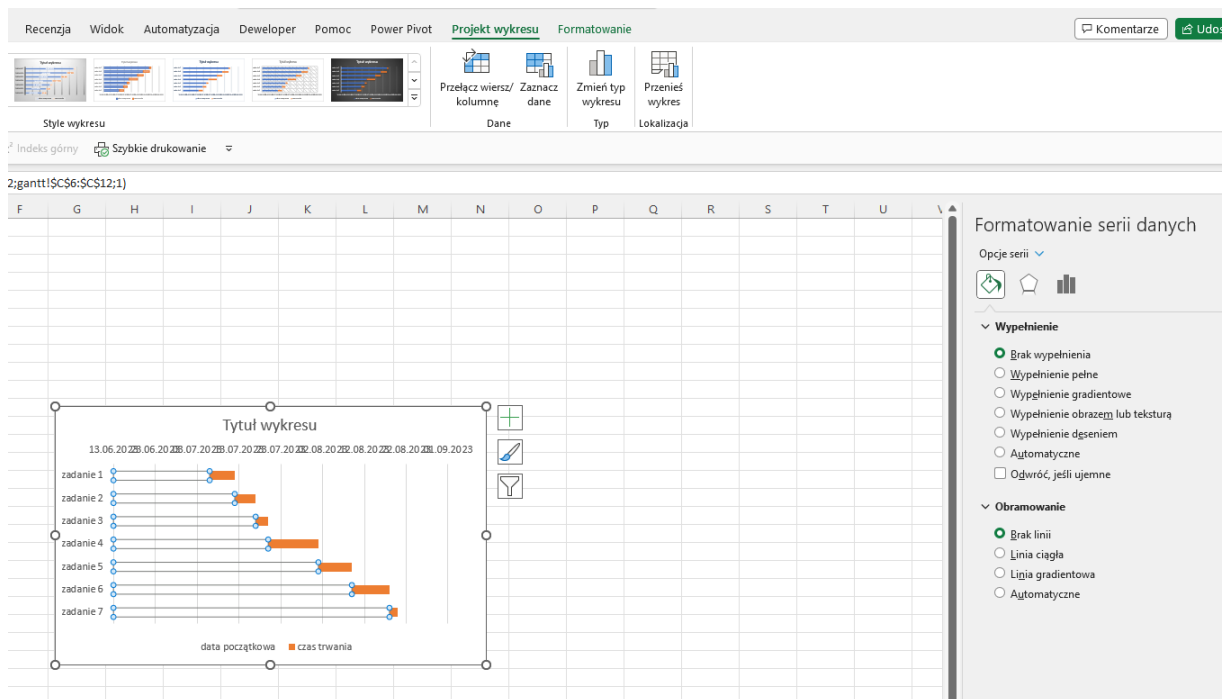 Recenzja Widok Automatyzacja Deweloper Pomoc Power Pivot Projekt wykresu Formatowanie
Komentarze Udos
Przełącz wiersz/ kolumnę
Zaznacz dane
Zmień typ wykresu
Przenieś wykres
Style wykresu Dane Typ Lokalizacja
Indeks górny Szybkie drukowanie
2;gantt!$C$6:$C$12;1)
F G H I J K L M N O P Q R S T U
Formatowanie serii danych
Opcje serii
Wypełnienie
Brak wypełnienia
Wypełnienie pełne
Wypełnienie gradientowe
Wypełnienie obrazem lub teksturą
Wypełnienie deseniem
Automatyczne
Odwróć, jeśli ujemne
Obramowanie
Brak linii
Linia ciągła
Linia gradientowa
Automatyczne
Tytuł wykresu
zadanie 1
zadanie 2
zadanie 3
zadanie 4
zadanie 5
zadanie 6
zadanie 7
data początkowa czas trwania